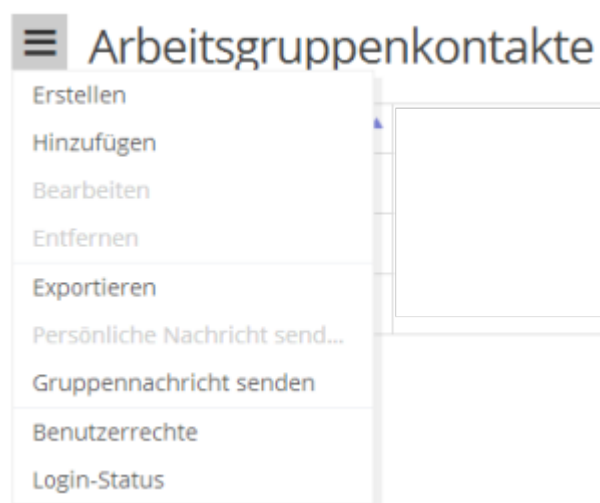 Arbeitsgruppenkontakte
Erstellen
Hinzufügen
Bearbeiten
Entfernen
Exportieren
Persönliche Nachricht send...
Gruppennachricht senden
Benutzerrechte
Login-Status